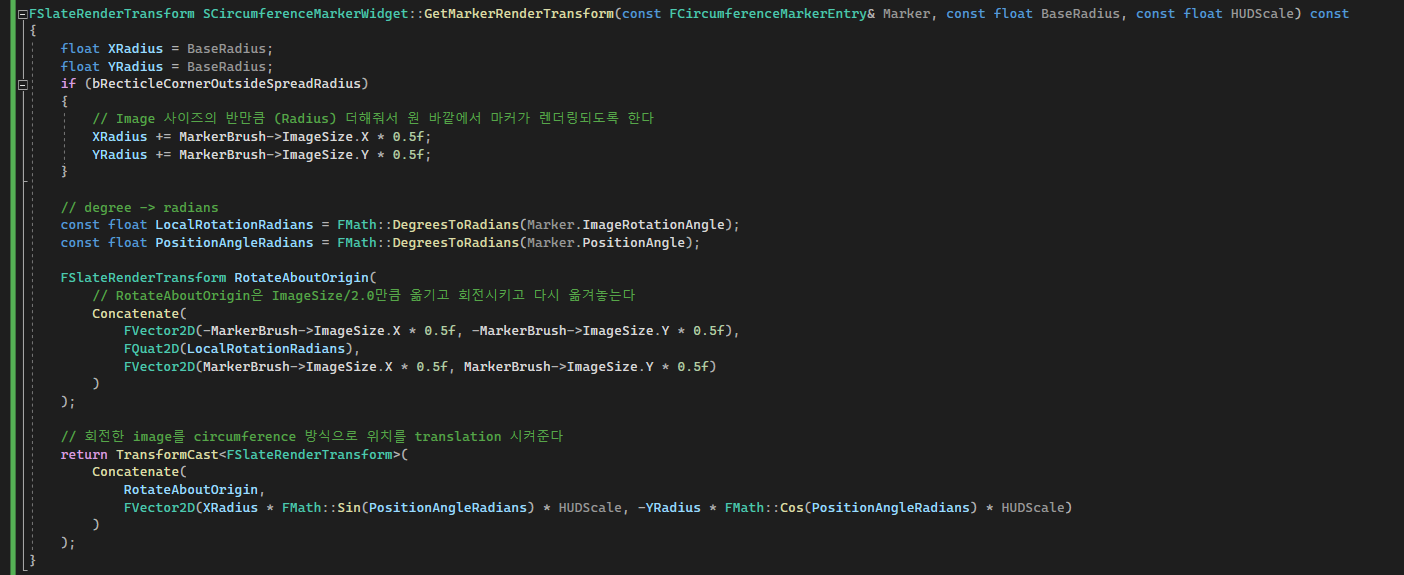 FSlateRenderTransform SCircumferenceMarkerWidget::GetMarkerRenderTransform(const FCircumferenceMarkerEntry& Marker, const float BaseRadius, const float HUDScale) const
{
    float XRadius = BaseRadius;
    float YRadius = BaseRadius;
    if (bRecticleCornerOutsideSpreadRadius)
    {
        // Image 사이즈의 반만큼 (Radius) 더해줘서 원 바깥에서 마커가 렌더링되도록 한다
        XRadius += MarkerBrush->ImageSize.X * 0.5f;
        YRadius += MarkerBrush->ImageSize.Y * 0.5f;
    }

    // degree -> radians
    const float LocalRotationRadians = FMath::DegreesToRadians(Marker.ImageRotationAngle);
    const float PositionAngleRadians = FMath::DegreesToRadians(Marker.PositionAngle);

    FSlateRenderTransform RotateAboutOrigin(
        // RotateAboutOrigin은 ImageSize/2.0만큼 옮기고 회전시키고 다시 옮겨놓는다
        Concatenate(
            FVector2D(-MarkerBrush->ImageSize.X * 0.5f, -MarkerBrush->ImageSize.Y * 0.5f),
            FQuat2D(LocalRotationRadians),
            FVector2D(MarkerBrush->ImageSize.X * 0.5f, MarkerBrush->ImageSize.Y * 0.5f)
        )
    );

    // 회전한 image를 circumference 방식으로 위치를 translation 시켜준다
    return TransformCast<FSlateRenderTransform>(
        Concatenate(
            RotateAboutOrigin,
            FVector2D(XRadius * FMath::Sin(PositionAngleRadians) * HUDScale, -YRadius * FMath::Cos(PositionAngleRadians) * HUDScale)
        )
    );
}